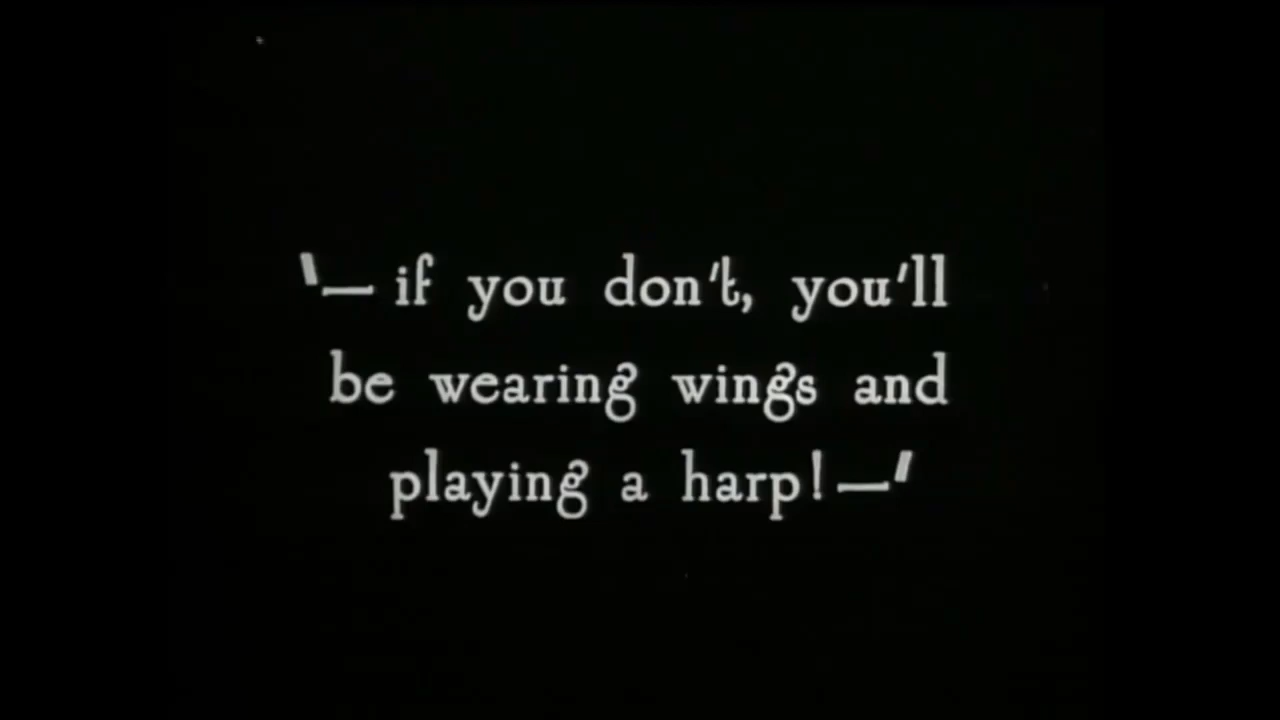 '— if you don't, you'll
be wearing wings and
playing a harp! —'